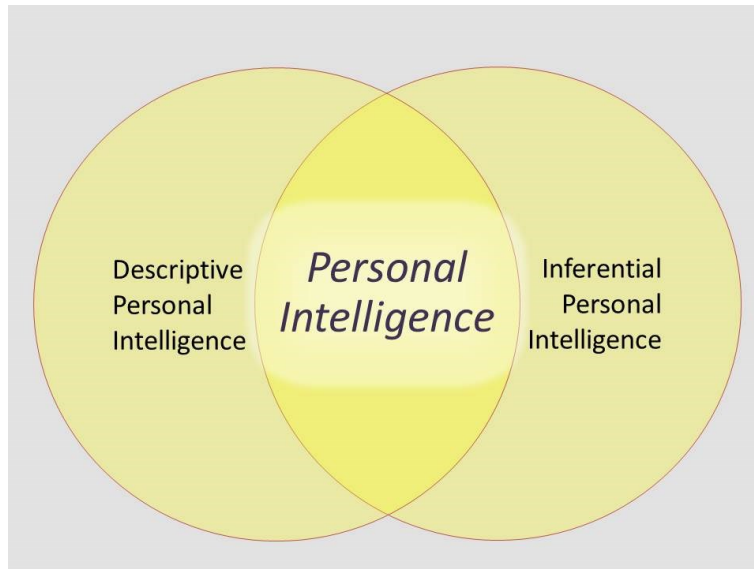 Descriptive
Personal
Intelligence
Personal
Intelligence
Inferential
Personal
Intelligence